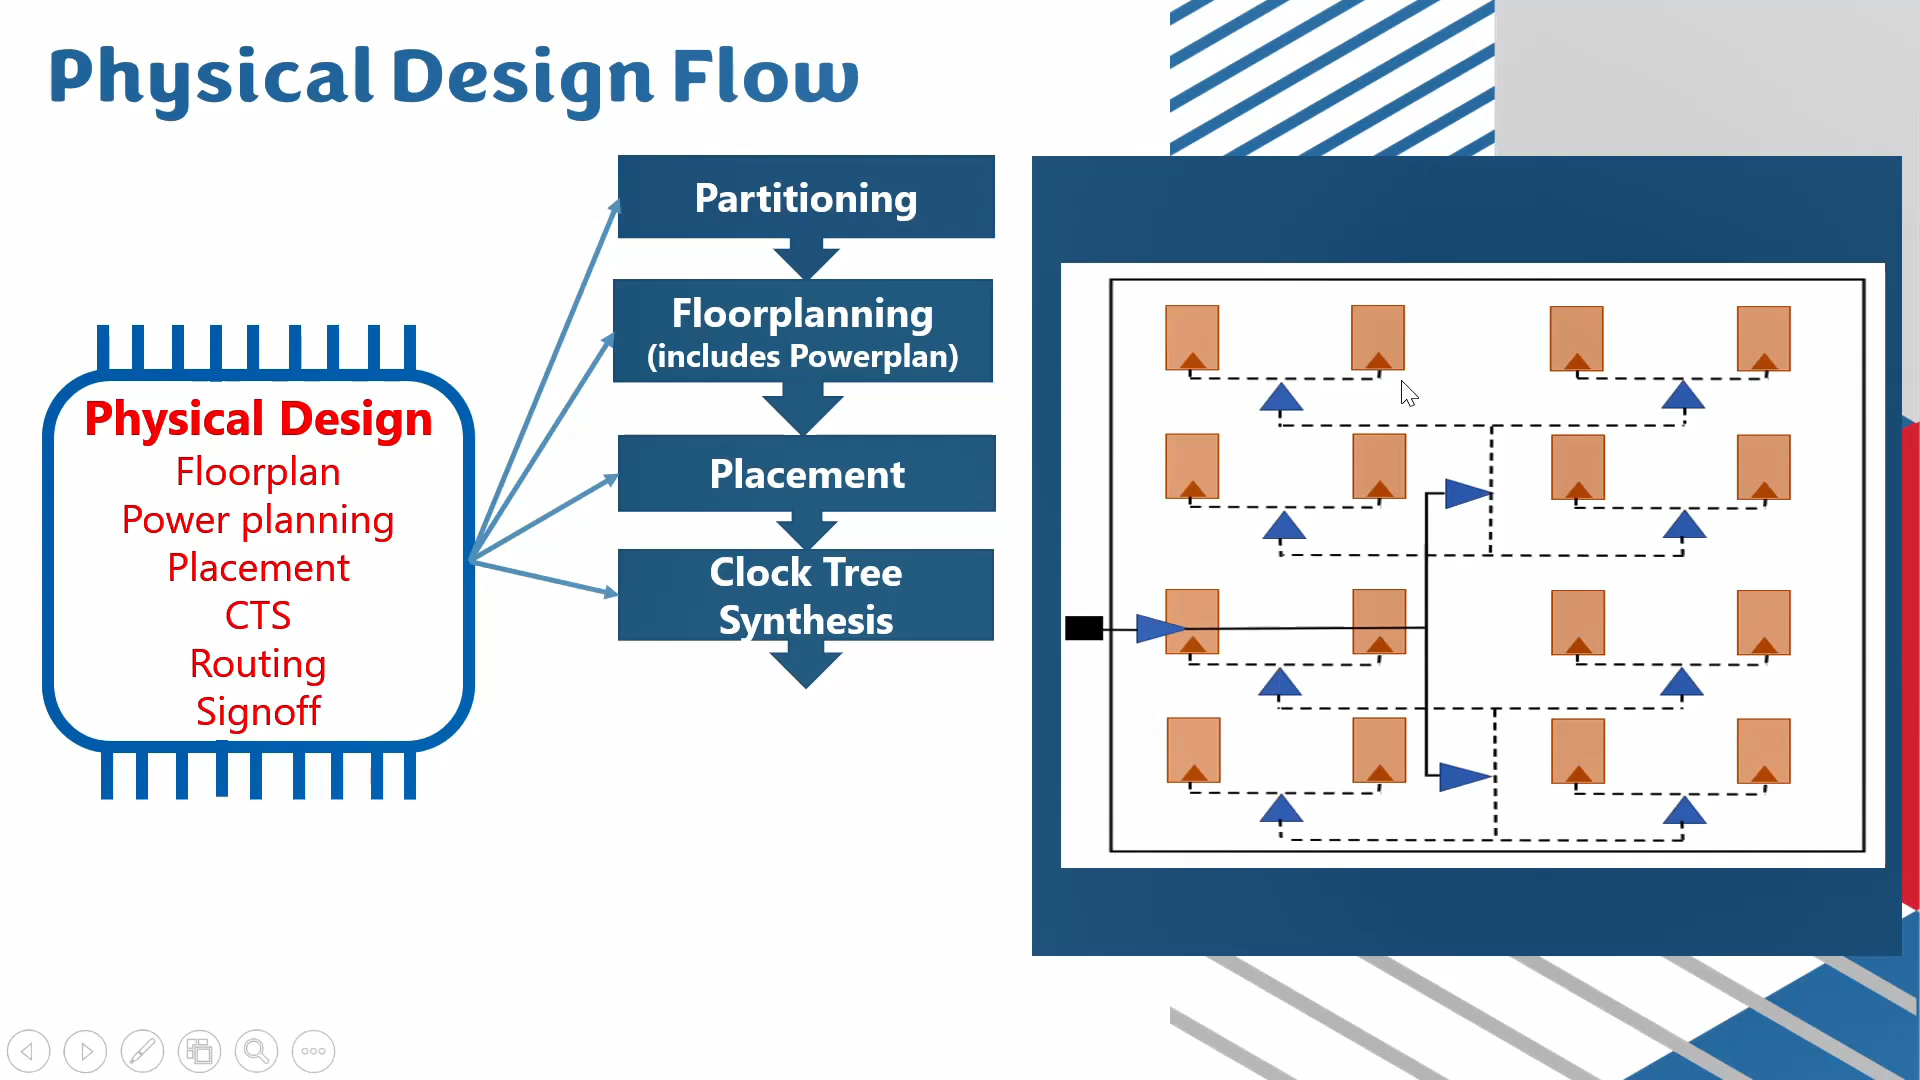 Physical Design Flow
Physical Design
Floorplan
Power planning
Placement
CTS
Routing
Signoff
Partitioning
Floorplanning
(includes Powerplan)
Placement
Clock Tree
Synthesis